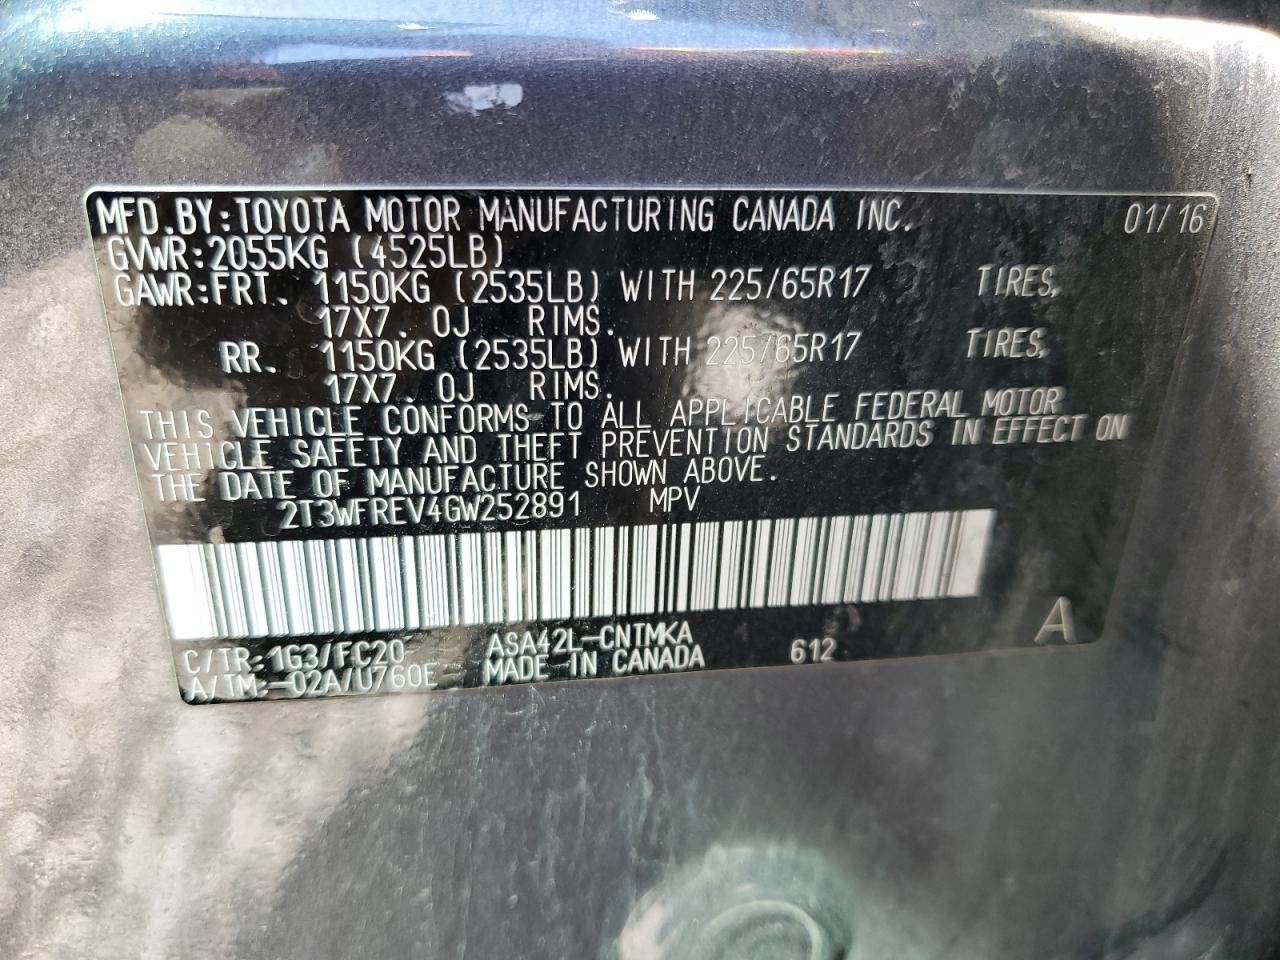 MFD.BY:TOYOTA MOTOR MANUFACTURING CANADA INC. 01/16
GVWR:2055KG (4525LB)
GAWR:FRT. 1150KG (2535LB) WITH 225/65R17 TIRES,
17X7.0J RIMS.
RR. 1150KG (2535LB) WITH 225/65R17 TIRES,
17X7.0J RIMS.
THIS VEHICLE CONFORMS TO ALL APPLICABLE FEDERAL MOTOR
VEHICLE SAFETY AND THEFT PREVENTION STANDARDS IN EFFECT ON
THE DATE OF MANUFACTURE SHOWN ABOVE.
2T3WFREV4GW252891 MPV
C/TR:1G3/FC20 ASA42L-CNTMKA 612 A
A/TM:-02A/U760E MADE IN CANADA